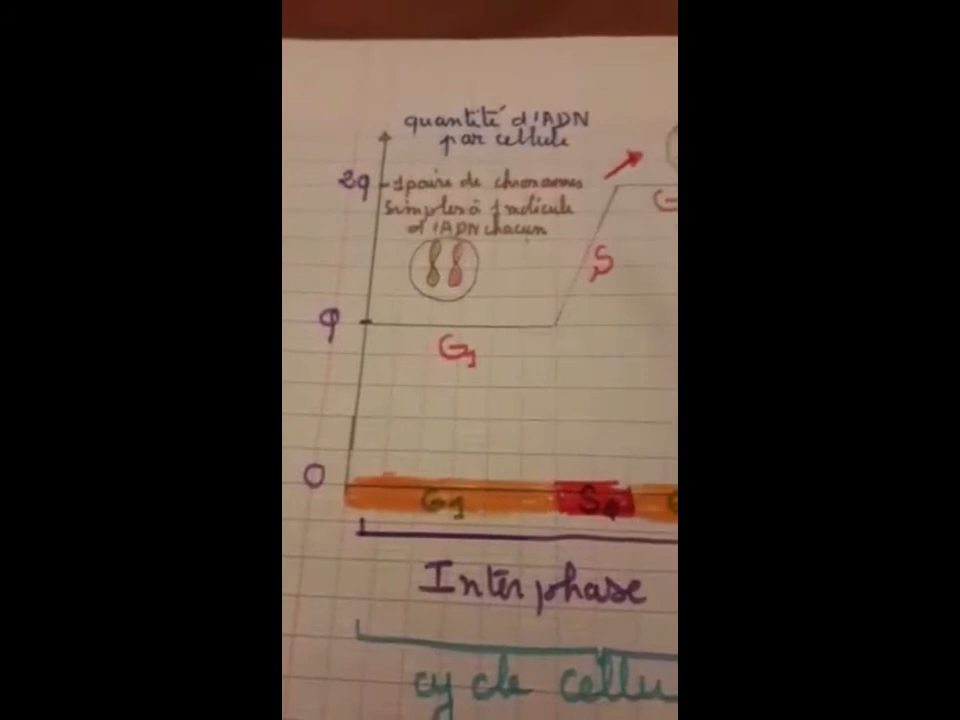 quantité d'ADN
par cellule
2q
1 paire de chromosomes
simples à 1 molécule
d'ADN chacun
S
G
q
G1
0
G1
S
Interphase
cycle cellu